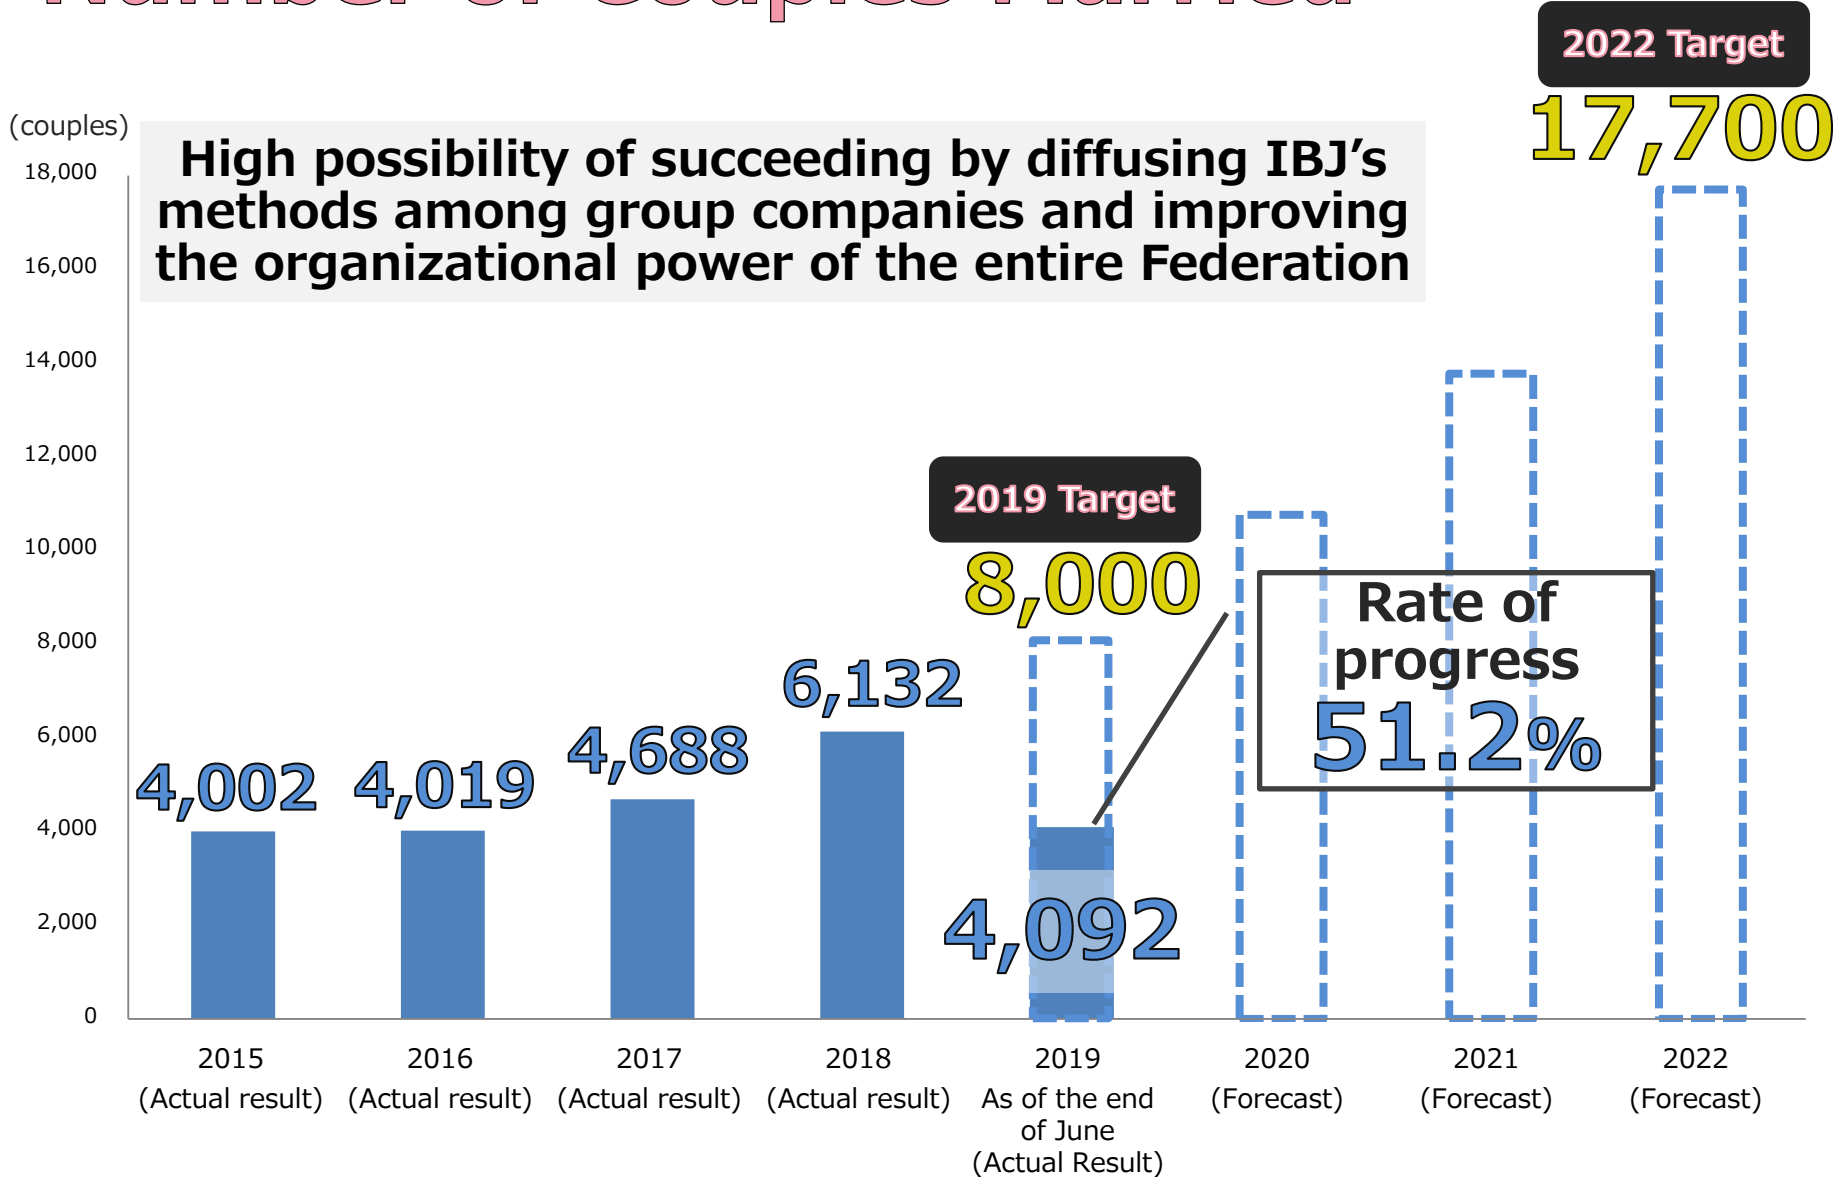 Number of Couples Married
2022 Target
17,700
(couples)
High possibility of succeeding by diffusing IBJ’s
methods among group companies and improving
the organizational power of the entire Federation
18,000
16,000
14,000
12,000
10,000
8,000
6,000
4,000
2,000
0
2019 Target
8,000
Rate of
progress
51.2%
4,002
4,019
4,688
6,132
4,092
2015
(Actual result)
2016
(Actual result)
2017
(Actual result)
2018
(Actual result)
2019
As of the end
of June
(Actual Result)
2020
(Forecast)
2021
(Forecast)
2022
(Forecast)